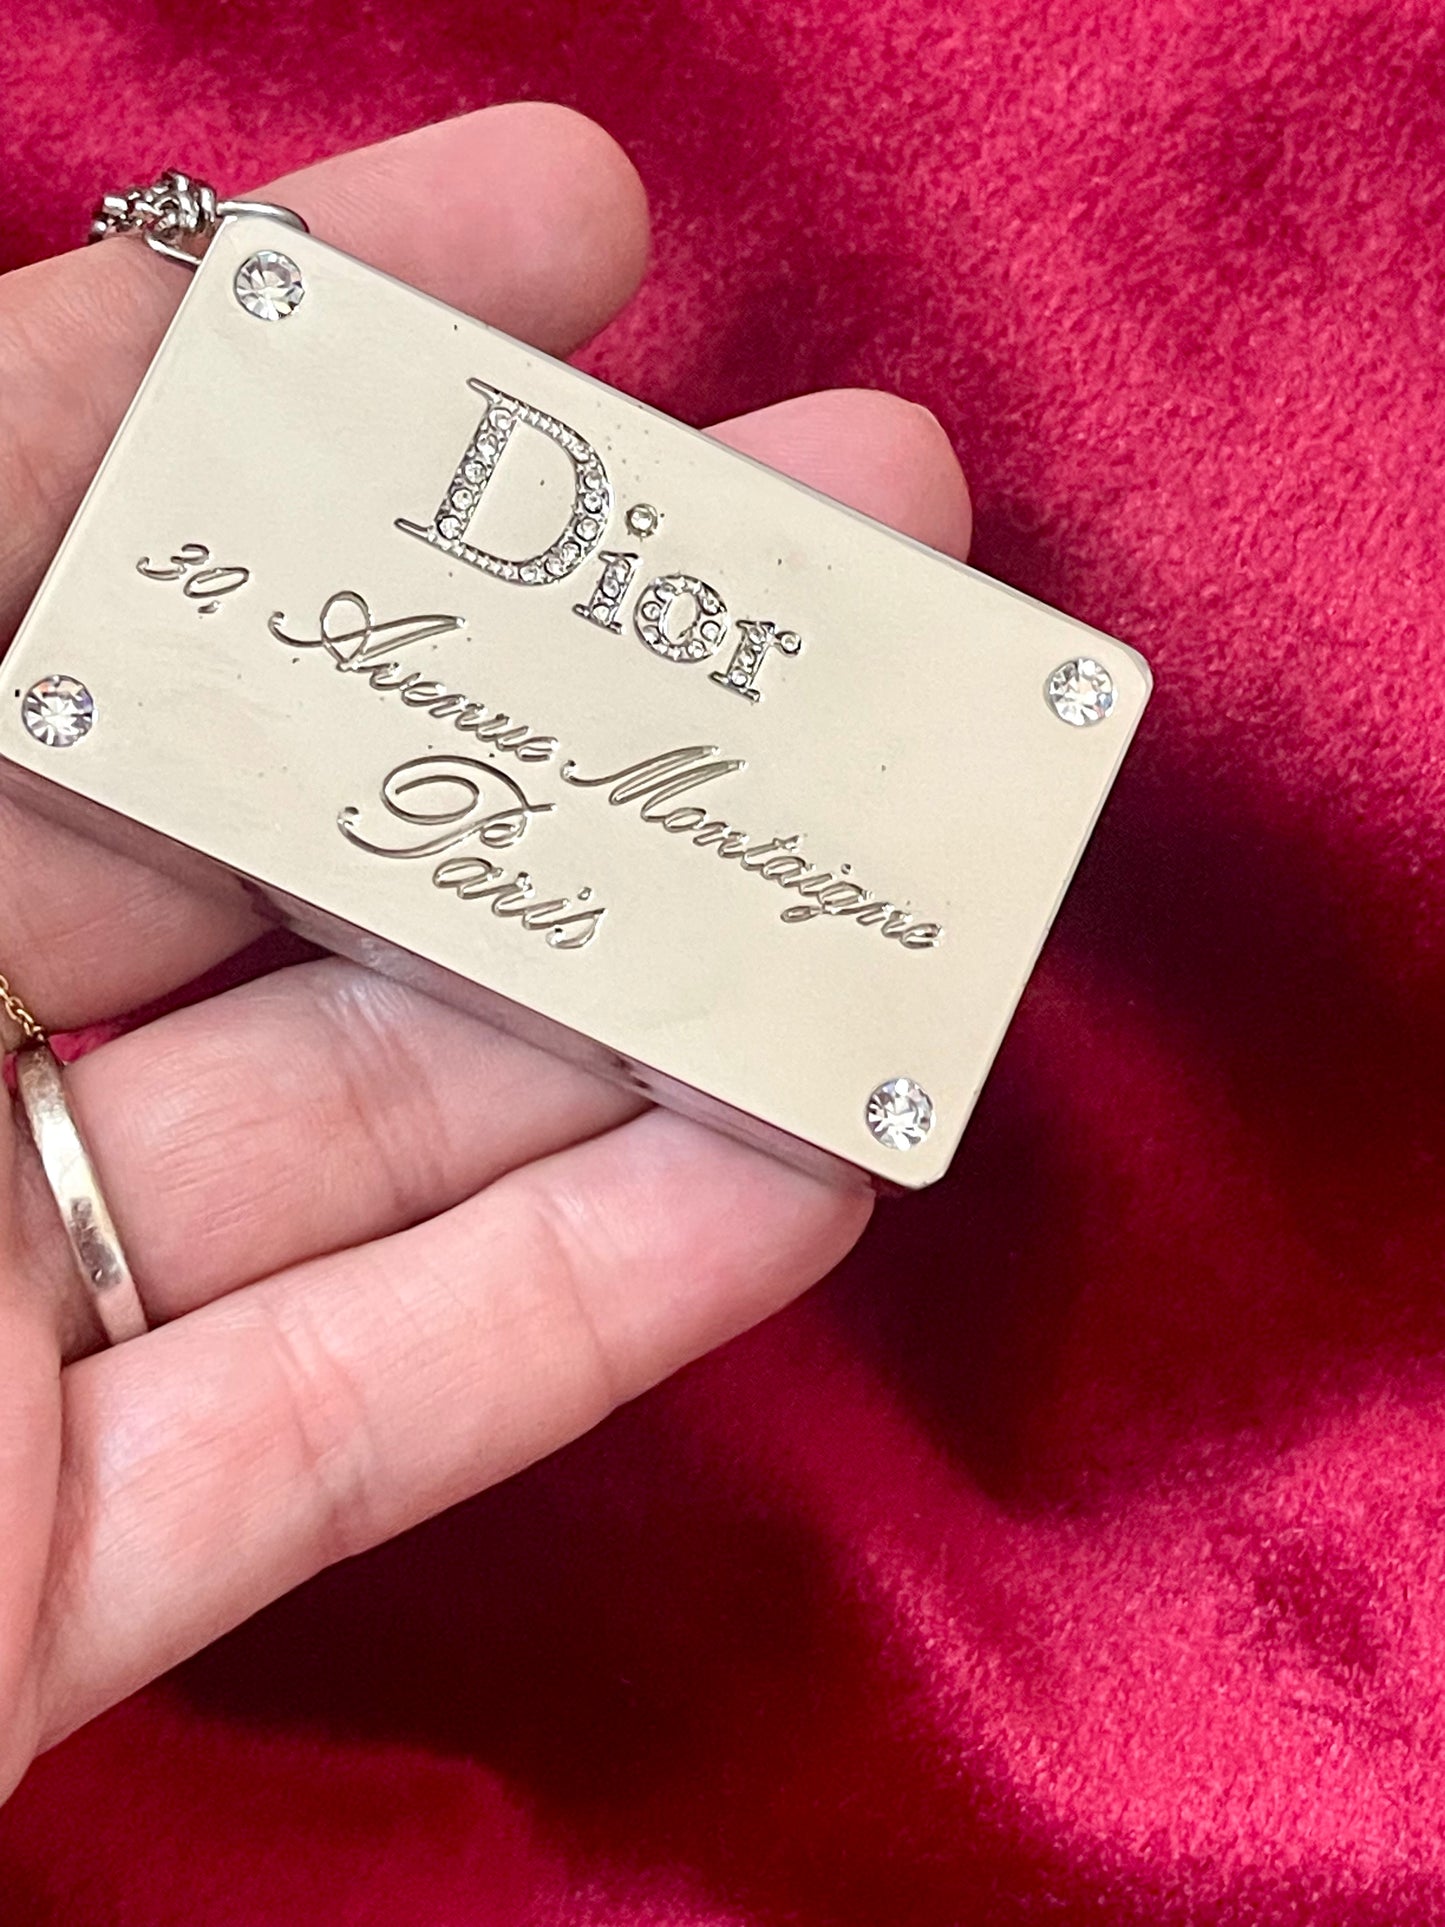 Dior
30, Avenue Montaigne
Paris